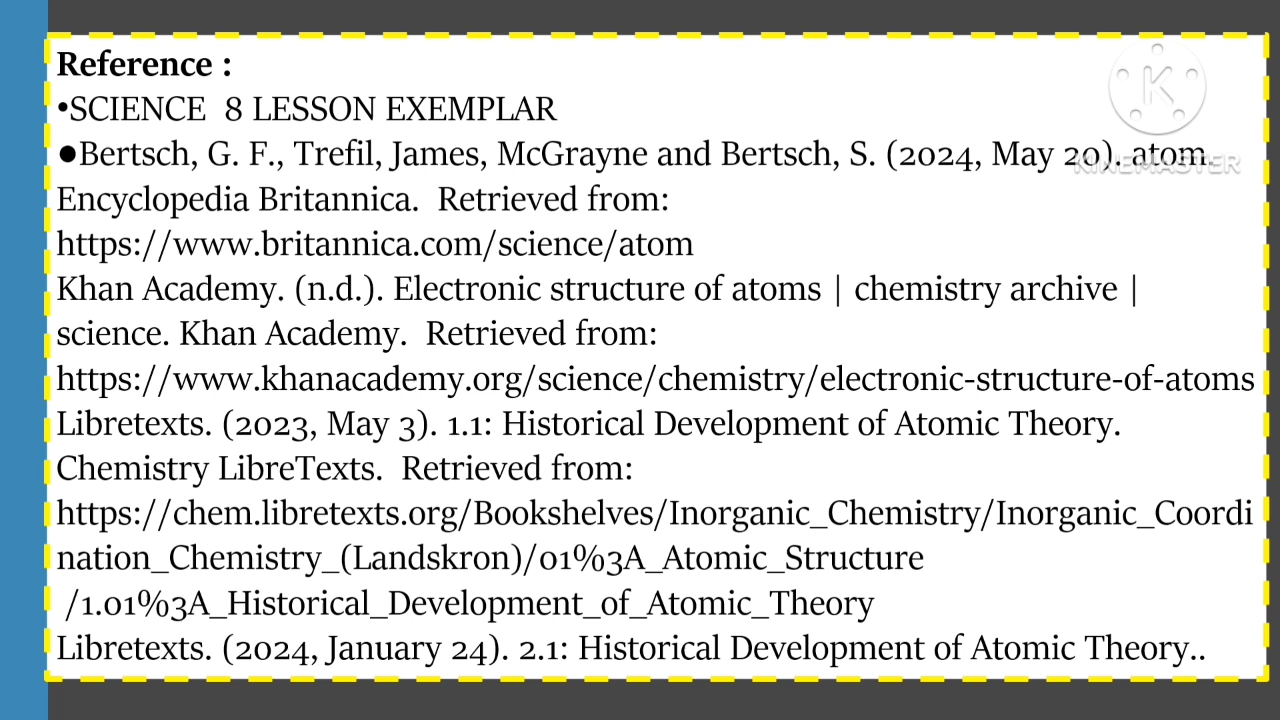 Reference :
•SCIENCE  8 LESSON EXEMPLAR
●Bertsch, G. F., Trefil, James, McGrayne and Bertsch, S. (2024, May 20). atom.
Encyclopedia Britannica.  Retrieved from:
https://www.britannica.com/science/atom
Khan Academy. (n.d.). Electronic structure of atoms | chemistry archive |
science. Khan Academy.  Retrieved from:
https://www.khanacademy.org/science/chemistry/electronic-structure-of-atoms
Libretexts. (2023, May 3). 1.1: Historical Development of Atomic Theory.
Chemistry LibreTexts.  Retrieved from:
https://chem.libretexts.org/Bookshelves/Inorganic_Chemistry/Inorganic_Coordi
nation_Chemistry_(Landskron)/01%3A_Atomic_Structure
/1.01%3A_Historical_Development_of_Atomic_Theory
Libretexts. (2024, January 24). 2.1: Historical Development of Atomic Theory..
K
KINEMASTER